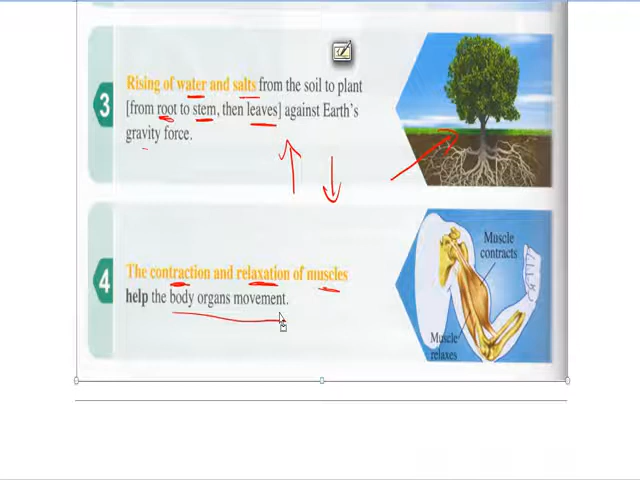 3
Rising of water and salts from the soil to plant
[from root to stem, then leaves] against Earth's
gravity force.
4
The contraction and relaxation of muscles
help the body organs movement.
Muscle
contracts
Muscle
relaxes